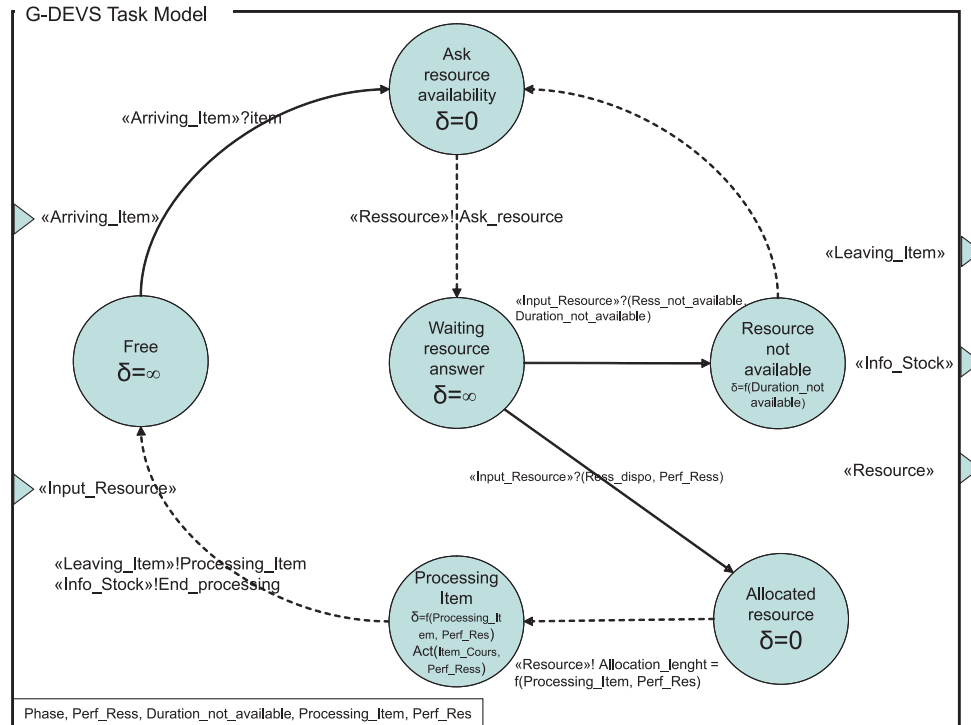 G-DEVS Task Model
Ask
resource
availability
δ=0
«Arriving_Item»?item
«Arriving_Item»
«Ressource»! Ask_resource
«Leaving_Item»
«Input_Resource»?(Ress_not_available,
Duration_not_available)
Free
δ=∞
Waiting
resource
answer
δ=∞
Resource
not
available
δ=f(Duration_not
available)
«Info_Stock»
«Input_Resource»?(Ress_dispo, Perf_Ress)
«Resource»
«Input_Resource»
«Leaving_Item»!Processing_Item
«Info_Stock»!End_processing
Processing
Item
δ=f(Processing_It
em, Perf_Res)
Act(Item_Cours,
Perf_Ress)
Allocated
resource
δ=0
«Resource»! Allocation_lenght =
f(Processing_Item, Perf_Res)
Phase, Perf_Ress, Duration_not_available, Processing_Item, Perf_Res